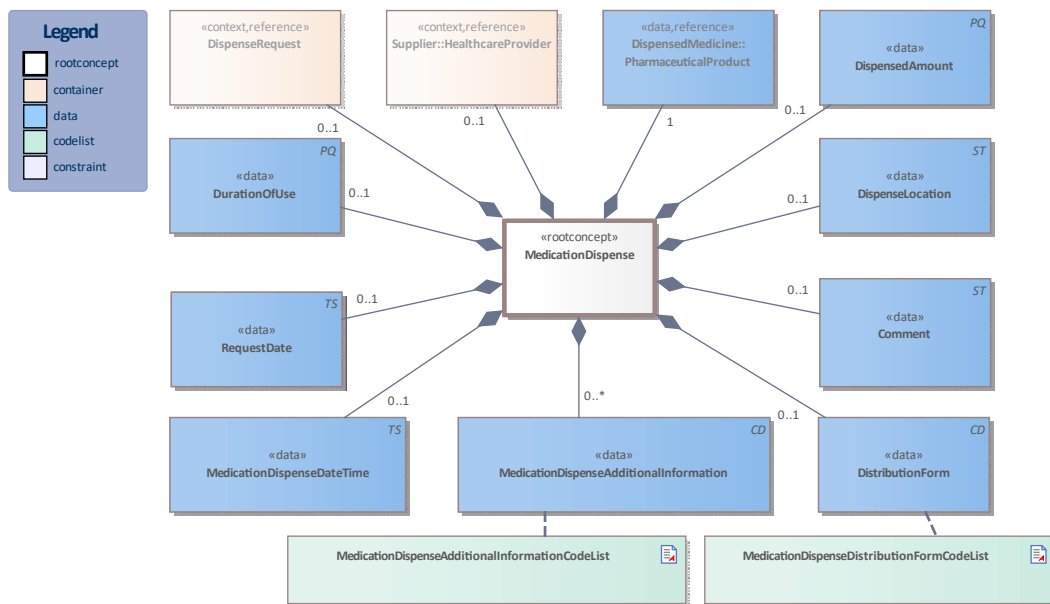 Legend
rootconcept
container
data
codelist
constraint
«context,reference»
DispenseRequest
«context,reference»
Supplier::HealthcareProvider
«data,reference»
DispensedMedicine::
PharmaceuticalProduct
PQ
«data»
DispensedAmount
0..1
0..1
1
0..1
PQ
«data»
DurationOfUse
0..1
ST
«data»
DispenseLocation
0..1
«rootconcept»
MedicationDispense
TS
«data»
RequestDate
0..1
ST
«data»
Comment
0..1
0..1
0..*
0..1
TS
«data»
MedicationDispenseDateTime
CD
«data»
MedicationDispenseAdditionalInformation
CD
«data»
DistributionForm
MedicationDispenseAdditionalInformationCodeList
MedicationDispenseDistributionFormCodeList